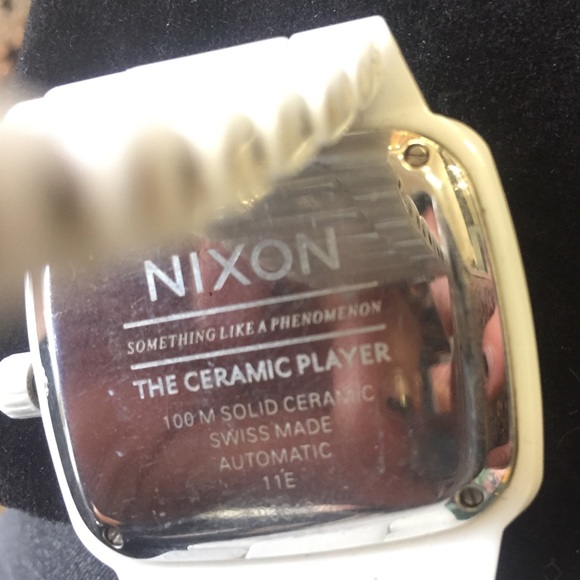 NIXON
SOMETHING LIKE A PHENOMENON
THE CERAMIC PLAYER
100 M SOLID CERAMIC
SWISS MADE
AUTOMATIC
11E